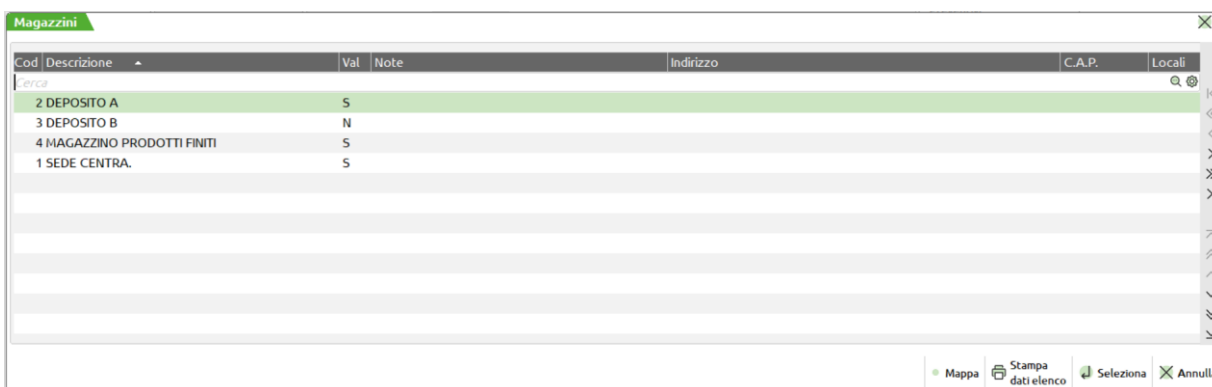 Magazzini
Cod Descrizione Val Note Indirizzo C.A.P. Locali
Cerca
2 DEPOSITO A S
3 DEPOSITO B N
4 MAGAZZINO PRODOTTI FINITI S
1 SEDE CENTRA. S
Mappa Stampa dati elenco Seleziona Annull